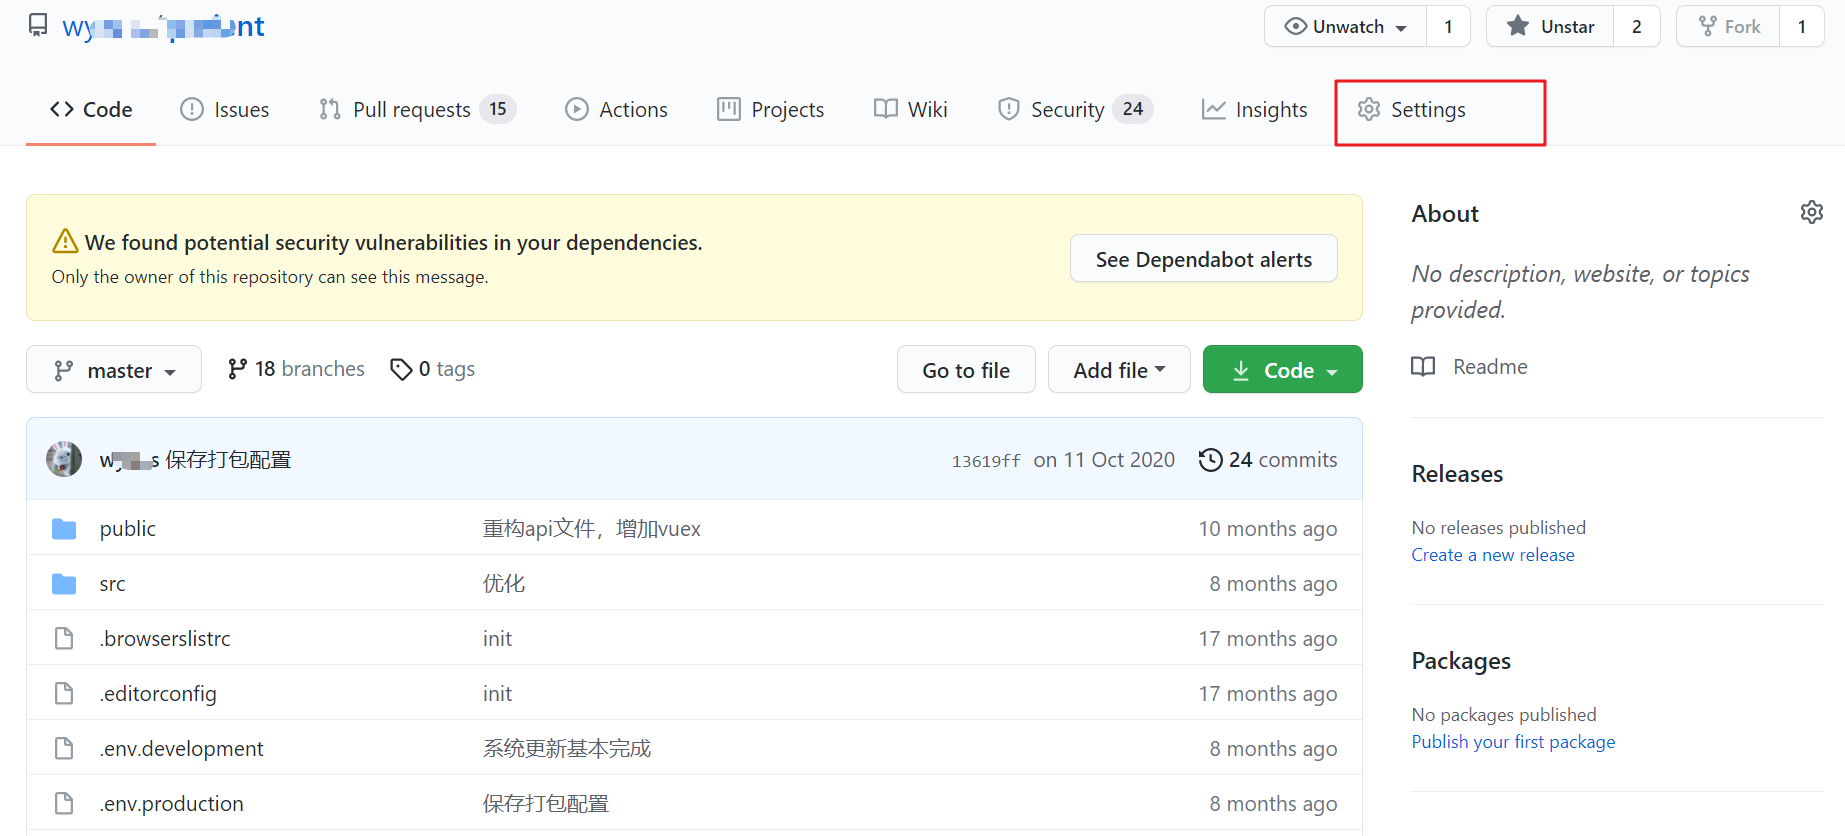 Unwatch 1 Unstar 2 Fork 1
Code Issues Pull requests 15 Actions Projects Wiki Security 24 Insights Settings
We found potential security vulnerabilities in your dependencies.
Only the owner of this repository can see this message.
See Dependabot alerts
master 18 branches 0 tags Go to file Add file Code
保存打包配置 13619ff on 11 Oct 2020 24 commits
public 重构api文件，增加vuex 10 months ago
src 优化 8 months ago
.browserslistrc init 17 months ago
.editorconfig init 17 months ago
.env.development 系统更新基本完成 8 months ago
.env.production 保存打包配置 8 months ago
About
No description, website, or topics
provided.
Readme
Releases
No releases published
Create a new release
Packages
No packages published
Publish your first package